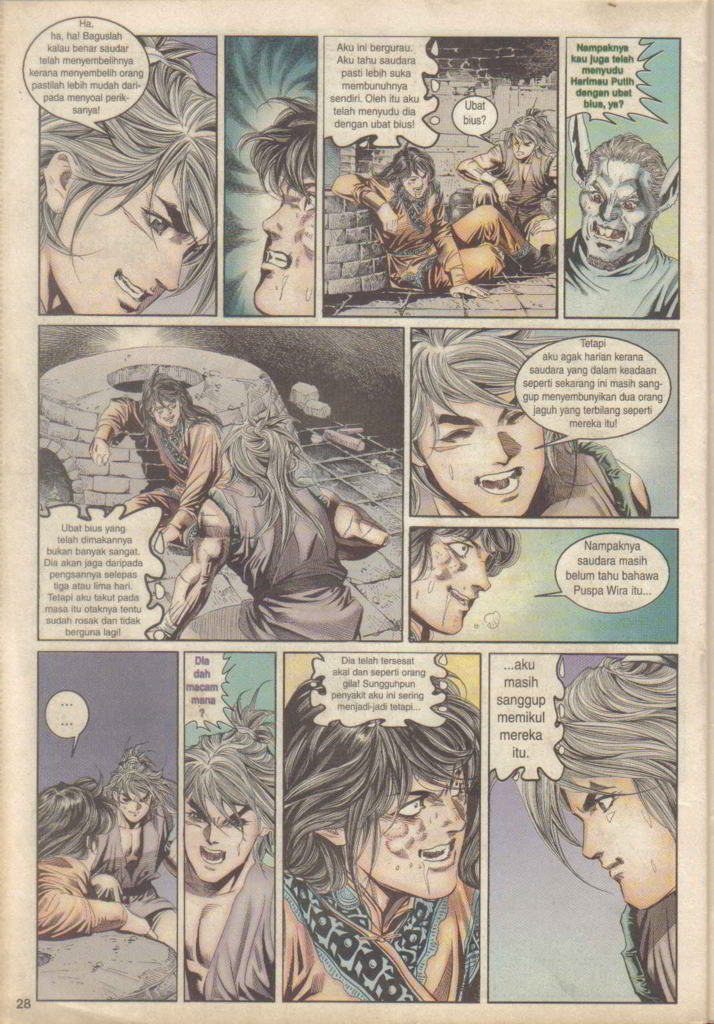 Ha,
ha, ha! Baguslah
kalau benar saudar
telah menyembelihnya
kerana menyembelih orang
pastilah lebih mudah dari-
pada menyoal perik-
sanya!
Aku ini bergurau.
Aku tahu saudara
pasti lebih suka
membunuhnya
sendiri. Oleh itu aku
telah menyudu dia
dengan ubat bius!
Ubat
bius?
Nampaknya
kau juga telah
menyudu
Harimau Putih
dengan ubat
bius, ya?
Ubat bius yang
telah dimakannya
bukan banyak sangat.
Dia akan jaga daripada
pengsannya selepas
tiga atau lima hari.
Tetapi aku takut pada
masa itu otaknya tentu
sudah rosak dan tidak
berguna lagi!
Tetapi
aku agak harian kerana
saudara yang dalam keadaan
seperti sekarang ini masih sang-
gup menyembunyikan dua orang
jaguh yang terbilang seperti
mereka itu!
Nampaknya
saudara masih
belum tahu bahawa
Puspa Wira itu...
...
...
Dia
dah
macam
mana
?
Dia telah tersesat
akal dan seperti orang
gila! Sungguhpun
penyakit aku ini sering
menjadi-jadi tetapi...
...aku
masih
sanggup
memikul
mereka
itu.
28